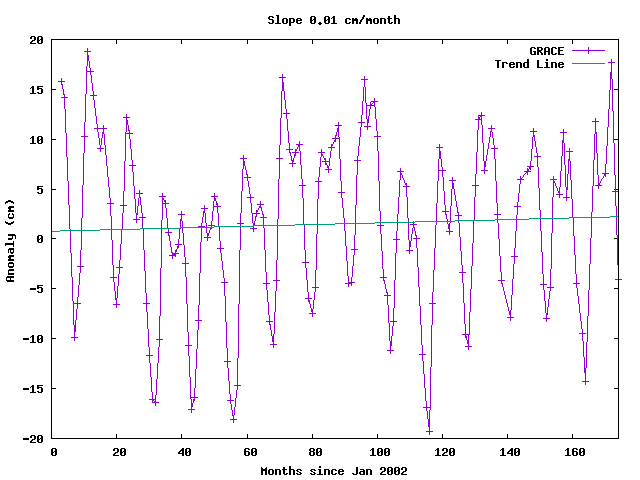 Slope 0.01 cm/month
GRACE
Trend Line
20
15
10
5
0
-5
-10
-15
-20
Anomaly (cm)
0 20 40 60 80 100 120 140 160
Months since Jan 2002